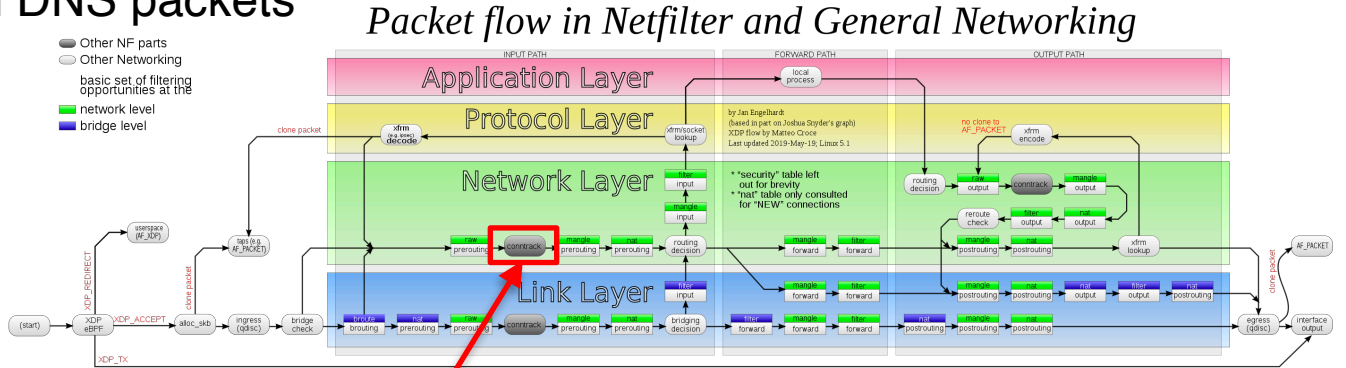 DNS packets
Packet flow in Netfilter and General Networking
Other NF parts
Other Networking
basic set of filtering
opportunities at the
network level
bridge level
INPUT PATH
FORWARD PATH
OUTPUT PATH
Application Layer
local
process
Protocol Layer
by Jan Engelhardt
(based in part on Joshua Snyder's graph)
XDP flow by Matteo Croce
Last updated 2019-May-19; Linux 5.1
clone packet
xfrm
(e.g. ipsec)
decode
xfrm/socket
lookup
no clone to
AF_PACKET
xfrm
encode
Network Layer
* "security" table left
out for brevity
* "nat" table only consulted
for "NEW" connections
filter
input
mangle
input
routing
decision
raw
output
conntrack
mangle
output
reroute
check
filter
output
nat
output
userspace
(AF_XDP)
taps (e.g.
AF_PACKET)
raw
prerouting
conntrack
mangle
prerouting
nat
prerouting
routing
decision
mangle
forward
filter
forward
mangle
postrouting
nat
postrouting
xfrm
lookup
AF_PACKET
XDP_REDIRECT
clone packet
clone packet
Link Layer
filter
input
mangle
forward
filter
forward
mangle
postrouting
nat
postrouting
nat
output
filter
output
nat
postrouting
(start)
XDP
eBPF
XDP_ACCEPT
alloc_skb
ingress
(qdisc)
bridge
check
broute
brouting
nat
prerouting
raw
prerouting
conntrack
mangle
prerouting
nat
prerouting
bridging
decision
filter
forward
mangle
forward
filter
forward
nat
postrouting
mangle
postrouting
nat
postrouting
egress
(qdisc)
interface
output
XDP_TX